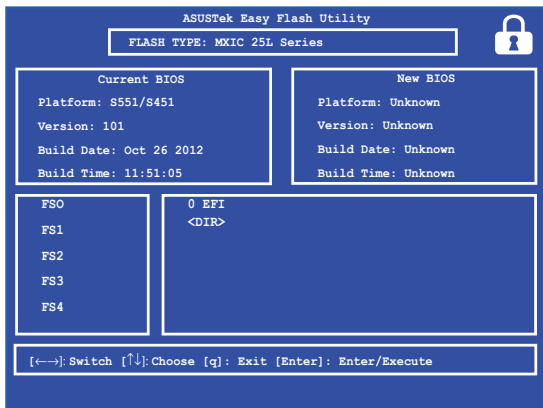 ASUSTek Easy Flash Utility
FLASH TYPE: MXIC 25L Series
Current BIOS
Platform: S551/S451
Version: 101
Build Date: Oct 26 2012
Build Time: 11:51:05
New BIOS
Platform: Unknown
Version: Unknown
Build Date: Unknown
Build Time: Unknown
FSO
FS1
FS2
FS3
FS4
0 EFI
<DIR>
[←→]: Switch [↑↓]: Choose [q]: Exit [Enter]: Enter/Execute